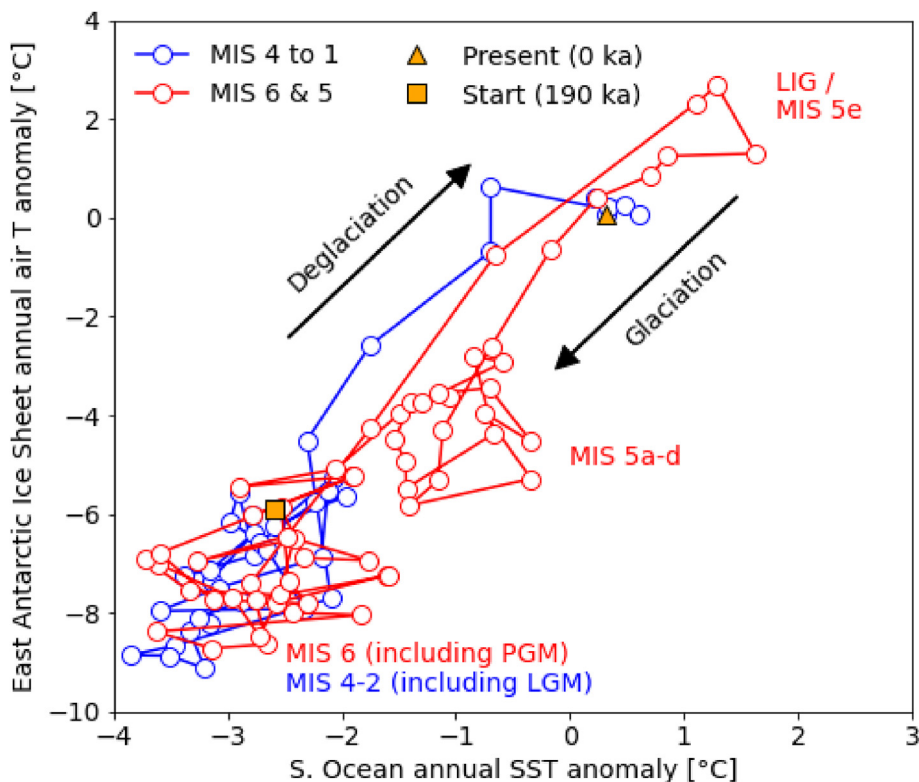 MIS 4 to 1
MIS 6 & 5
Present (0 ka)
Start (190 ka)
LIG /
MIS 5e
Deglaciation
Glaciation
MIS 5a-d
MIS 6 (including PGM)
MIS 4-2 (including LGM)
East Antarctic Ice Sheet annual air T anomaly [°C]
4
2
0
−2
−4
−6
−8
−10
−4
−3
−2
−1
0
1
2
3
S. Ocean annual SST anomaly [°C]